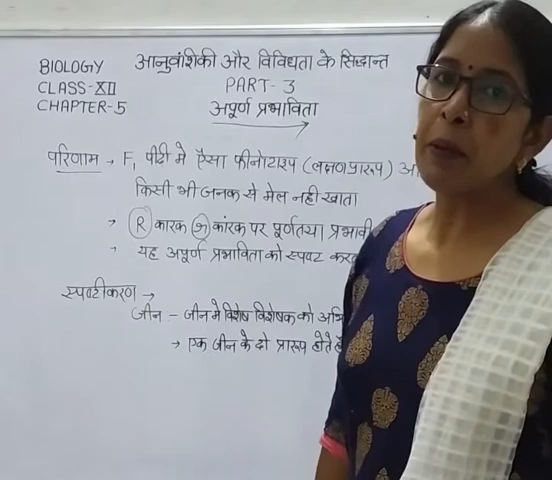 BIOLOGY
CLASS-XII
CHAPTER-5
आनुवांशिकी और विविधता के सिद्धान्त
PART-3
अपूर्ण प्रभाविता
परिणाम → F₁ पीढी मे ऐसा फीनोटाइप (लक्षणप्रारूप) आ
किसी भी जनक से मेल नही खाता
→ R कारक r कांरक पर पूर्णतया प्रभावी
→ यह अपूर्ण प्रभाविता को स्पष्ट कर
स्पष्टीकरण →
जीन - जीन मे विशेष विशेषक को अभि
→ एक जीन के दो प्रारूप होते है